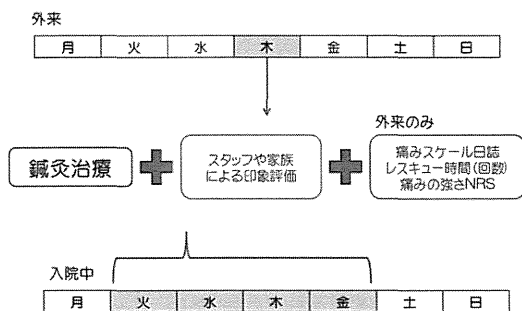 外来
月 火 水 木 金 土 日
外来のみ
鍼灸治療
スタッフや家族
による印象評価
痛みスケール日誌
レスキュー時間(回数)
痛みの強さNRS
入院中
月 火 水 木 金 土 日